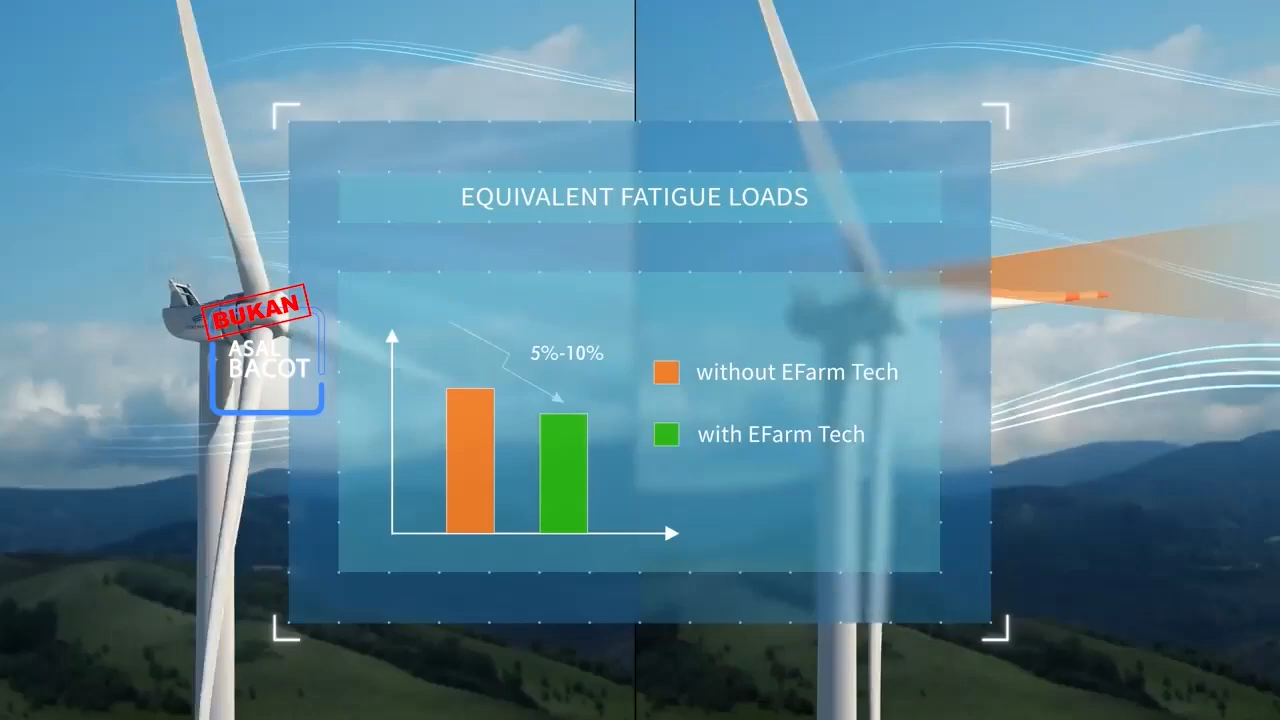 EQUIVALENT FATIGUE LOADS
BUKAN
ASAL
BACOT
5%-10%
without EFarm Tech
with EFarm Tech